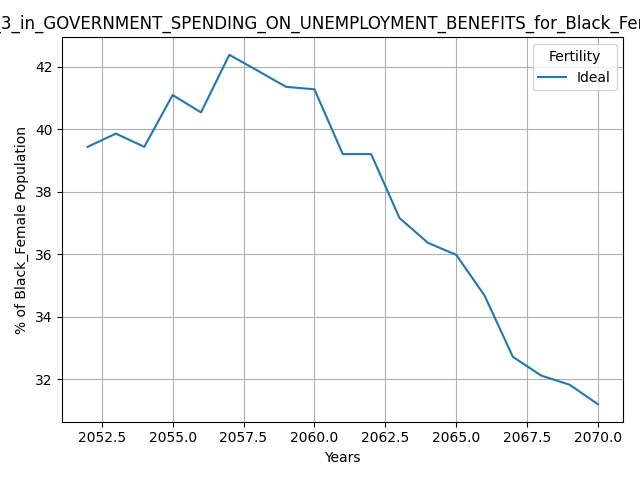 _3_in_GOVERNMENT_SPENDING_ON_UNEMPLOYMENT_BENEFITS_for_Black_Fe
Fertility
Ideal
% of Black_Female Population
42
40
38
36
34
32
2052.5 2055.0 2057.5 2060.0 2062.5 2065.0 2067.5 2070.0
Years